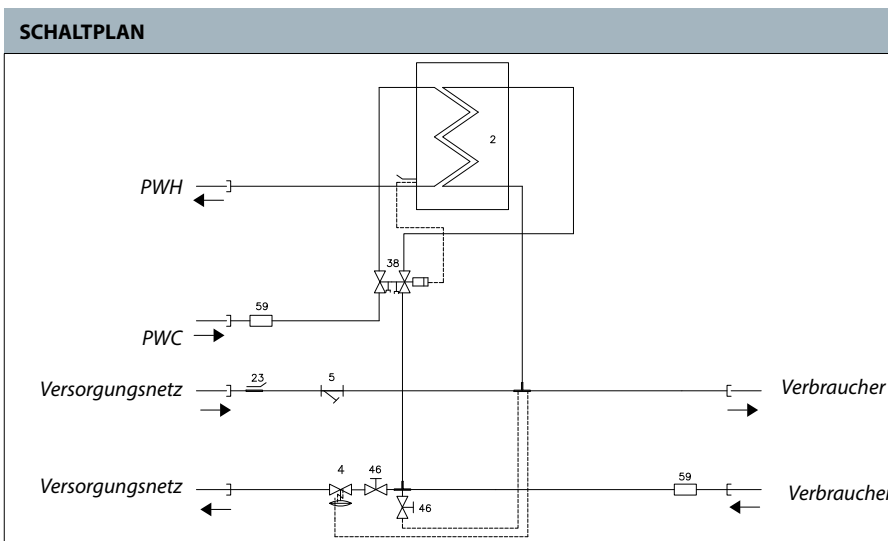 SCHALTPLAN
2
PWH
38
59
PWC
Versorgungsnetz
23
5
Verbraucher
Versorgungsnetz
4
46
46
59
Verbraucher